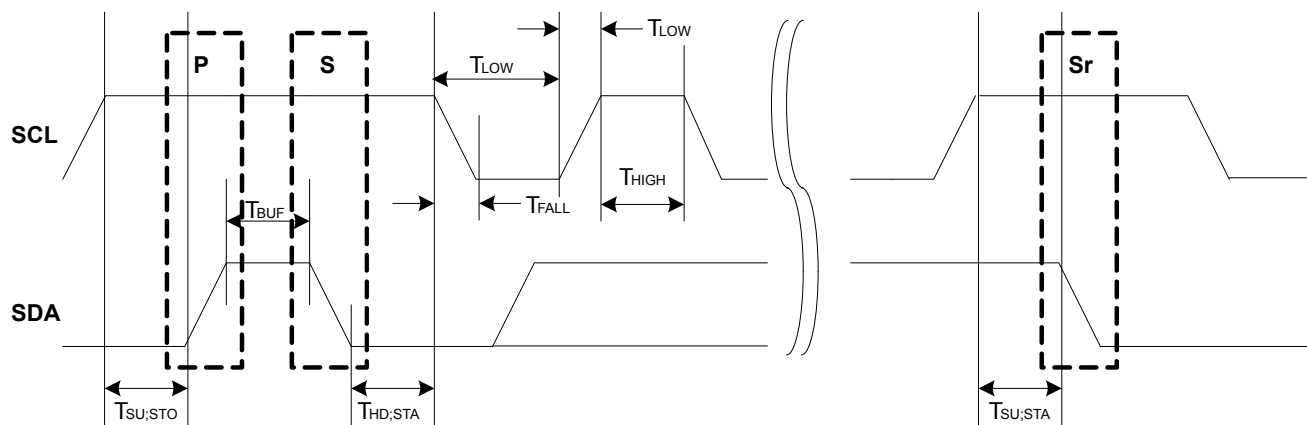 TLOW
P
S
TLOW
Sr
SCL
THIGH
TBUF
TFALL
SDA
TSU;STO
THD;STA
TSU;STA